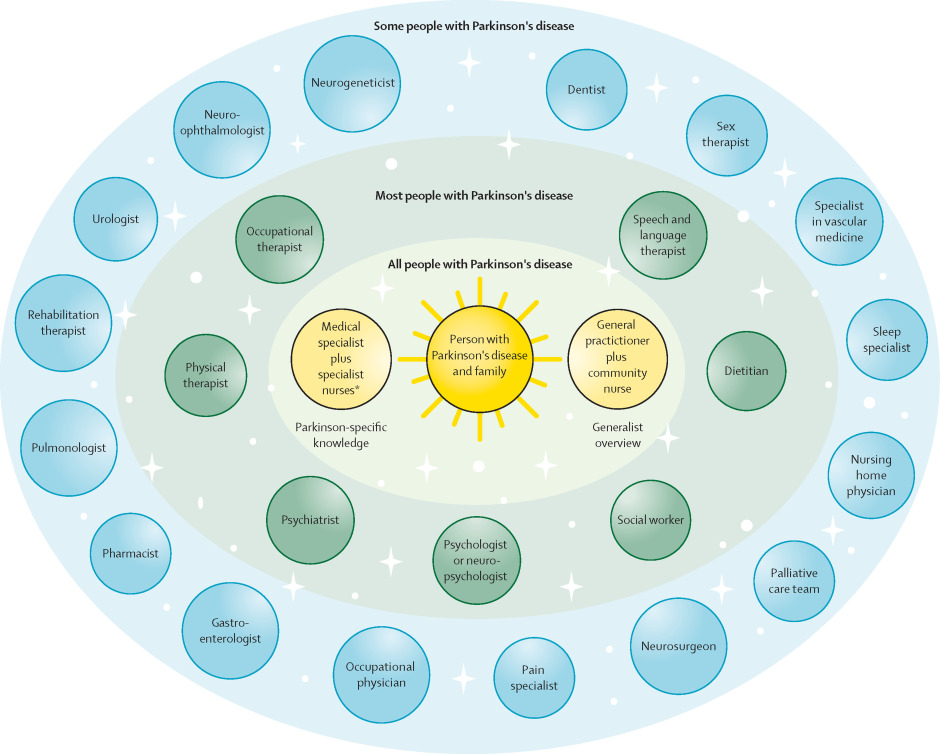 Some people with Parkinson's disease
Neurogeneticist
Dentist
Neuro-
ophthalmologist
Sex
therapist
Most people with Parkinson's disease
Urologist
Occupational
therapist
Speech and
language
therapist
Specialist
in vascular
medicine
All people with Parkinson's disease
Rehabilitation
therapist
Physical
therapist
Medical
specialist
plus
specialist
nurses*
Person with
Parkinson's disease
and family
General
practitioner
plus
community
nurse
Dietitian
Sleep
specialist
Parkinson-specific
knowledge
Generalist
overview
Pulmonologist
Nursing
home
physician
Psychiatrist
Psychologist
or neuro-
psychologist
Social worker
Pharmacist
Palliative
care team
Gastro-
enterologist
Occupational
physician
Pain
specialist
Neurosurgeon